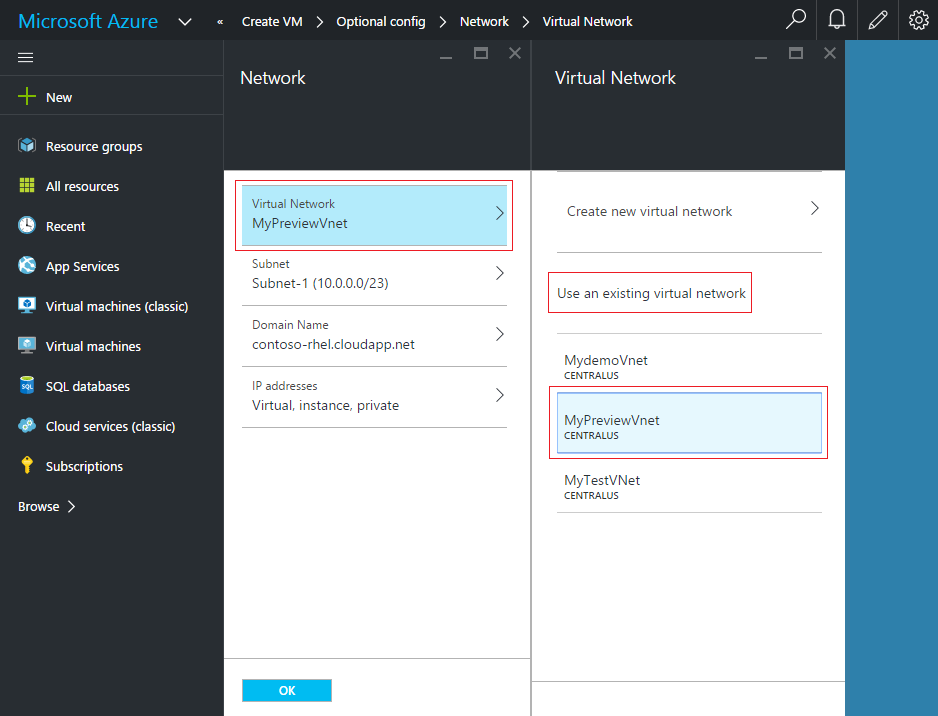 Microsoft Azure
« Create VM > Optional config > Network > Virtual Network
New
Resource groups
All resources
Recent
App Services
Virtual machines (classic)
Virtual machines
SQL databases
Cloud services (classic)
Subscriptions
Browse >
Network
Virtual Network
MyPreviewVnet
Subnet
Subnet-1 (10.0.0.0/23)
Domain Name
contoso-rhel.cloudapp.net
IP addresses
Virtual, instance, private
OK
Virtual Network
Create new virtual network
Use an existing virtual network
MydemoVnet
CENTRALUS
MyPreviewVnet
CENTRALUS
MyTestVNet
CENTRALUS